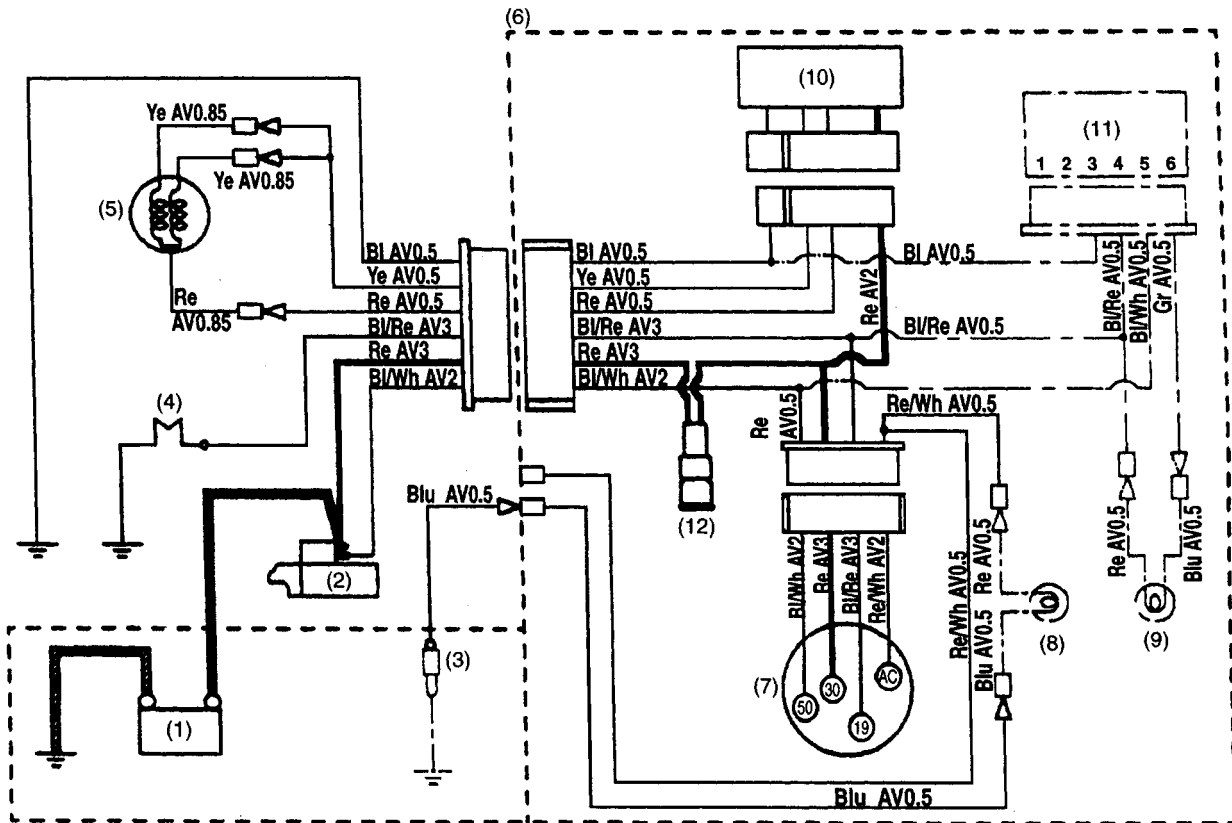 (6)
(10)
(11)
1 2 3 4 5 6
Ye AV0.85
Ye AV0.85
(5)
Re
AV0.85
Bl AV0.5
Ye AV0.5
Re AV0.5
Bl/Re AV3
Re AV3
Bl/Wh AV2
Bl AV0.5
Ye AV0.5
Re AV0.5
Bl/Re AV3
Re AV3
Bl/Wh AV2
Re AV2
Bl AV0.5
Bl/Re AV0.5
Bl/Re AV0.5
Bl/Wh AV0.5
Gr AV0.5
(4)
Re
AV0.5
Re/Wh AV0.5
Blu AV0.5
(12)
(2)
Bl/Wh AV2
Re AV3
Bl/Re AV3
Re/Wh AV2
Re/Wh AV0.5
Re AV0.5
Blu AV0.5
Re AV0.5
Blu AV0.5
(8)
(9)
(3)
(7)
50
30
19
AC
(1)
Blu AV0.5